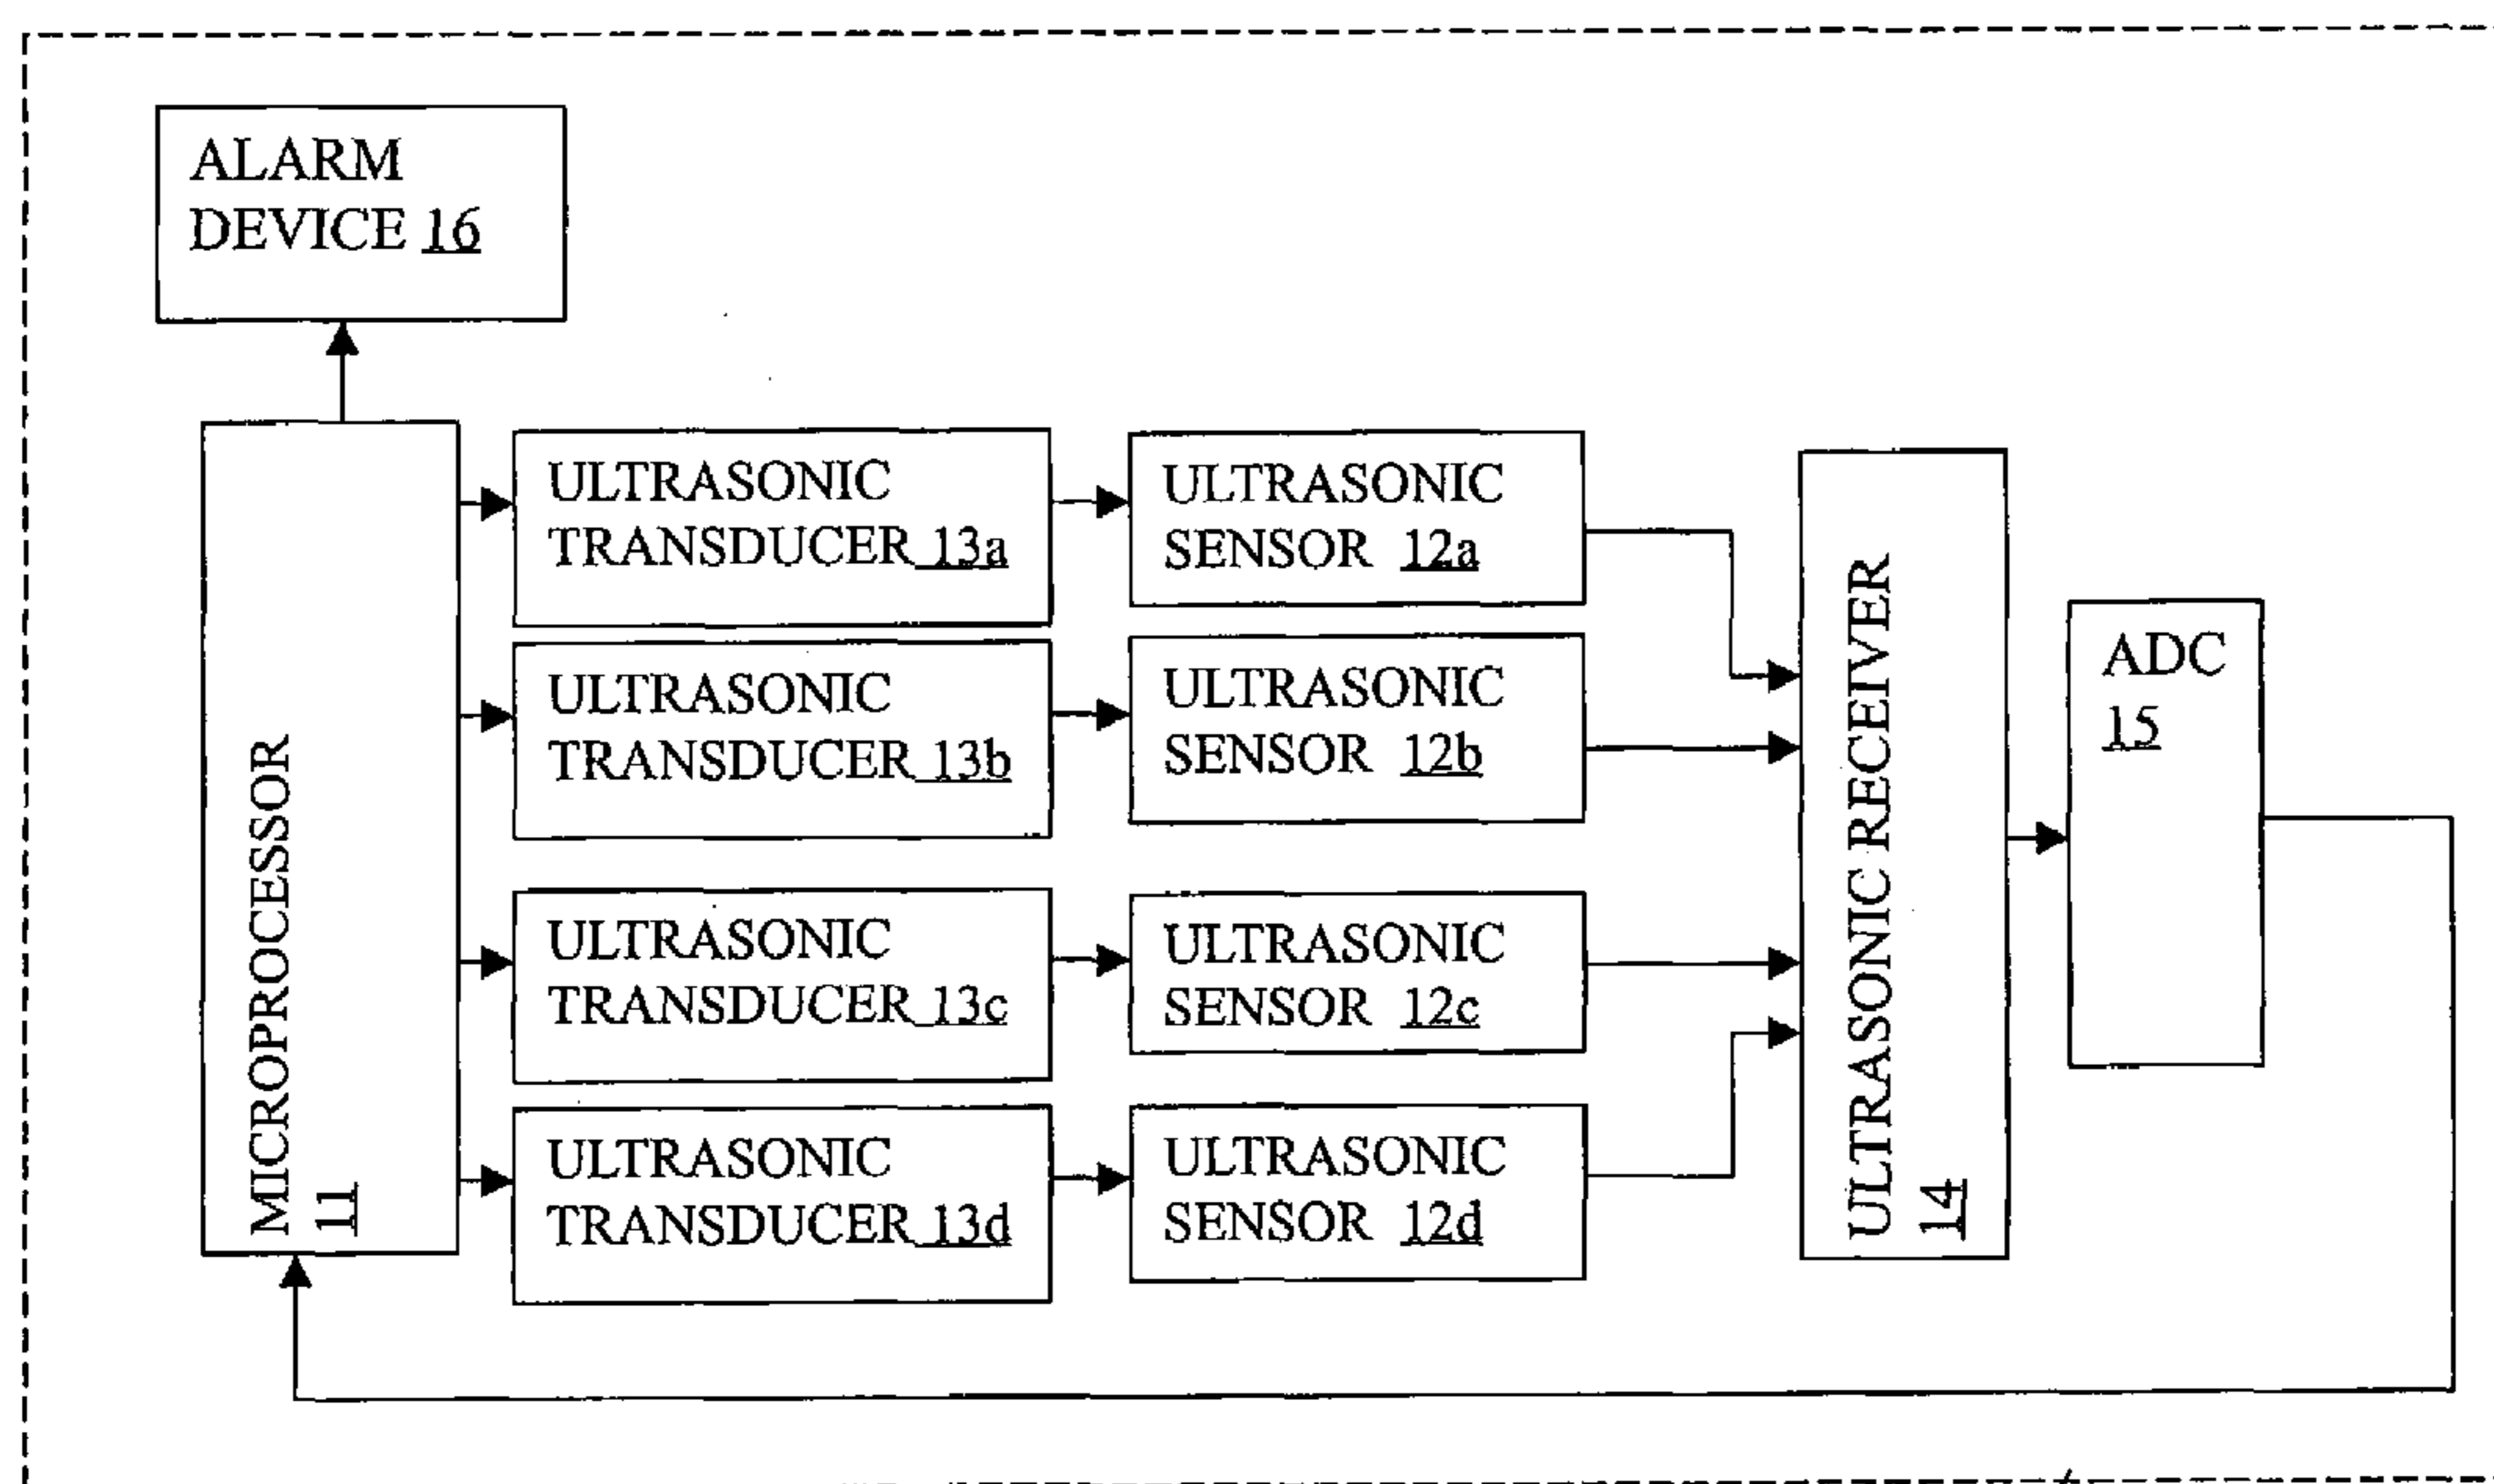 ALARM
DEVICE 16
MICROPROCESSOR
11
ULTRASONIC
TRANSDUCER 13a
ULTRASONIC
SENSOR 12a
ULTRASONIC
TRANSDUCER 13b
ULTRASONIC
SENSOR 12b
ULTRASONIC
TRANSDUCER 13c
ULTRASONIC
SENSOR 12c
ULTRASONIC
TRANSDUCER 13d
ULTRASONIC
SENSOR 12d
ULTRASONIC RECEIVER
14
ADC
15